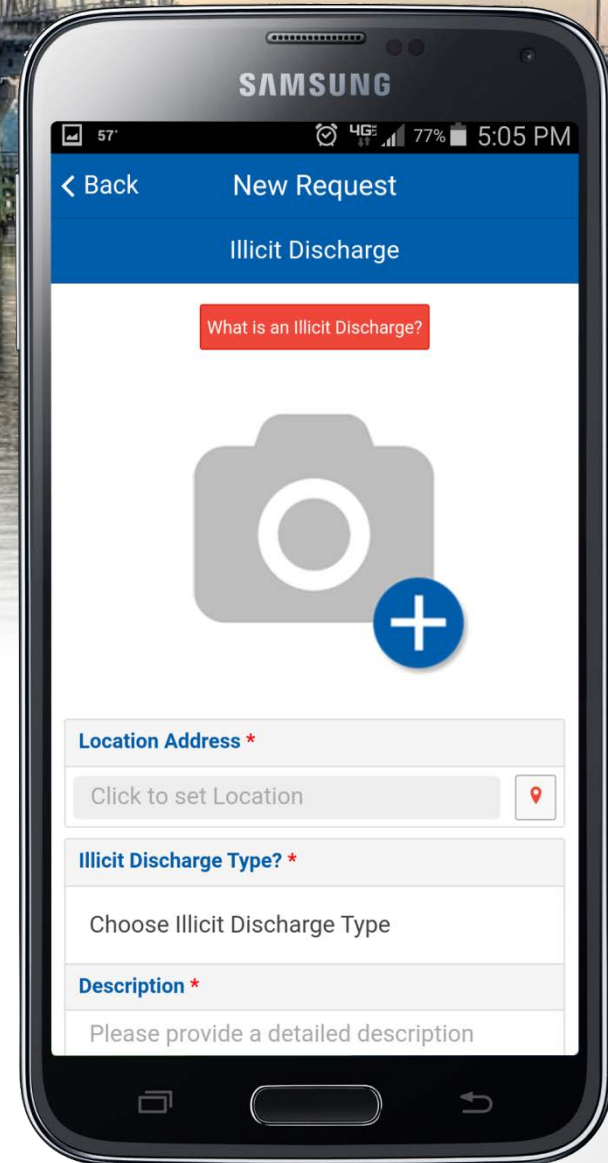 SAMSUNG
57°
4G LTE 77% 5:05 PM
Back New Request
Illicit Discharge
What is an Illicit Discharge?
Location Address *
Click to set Location
Illicit Discharge Type? *
Choose Illicit Discharge Type
Description *
Please provide a detailed description